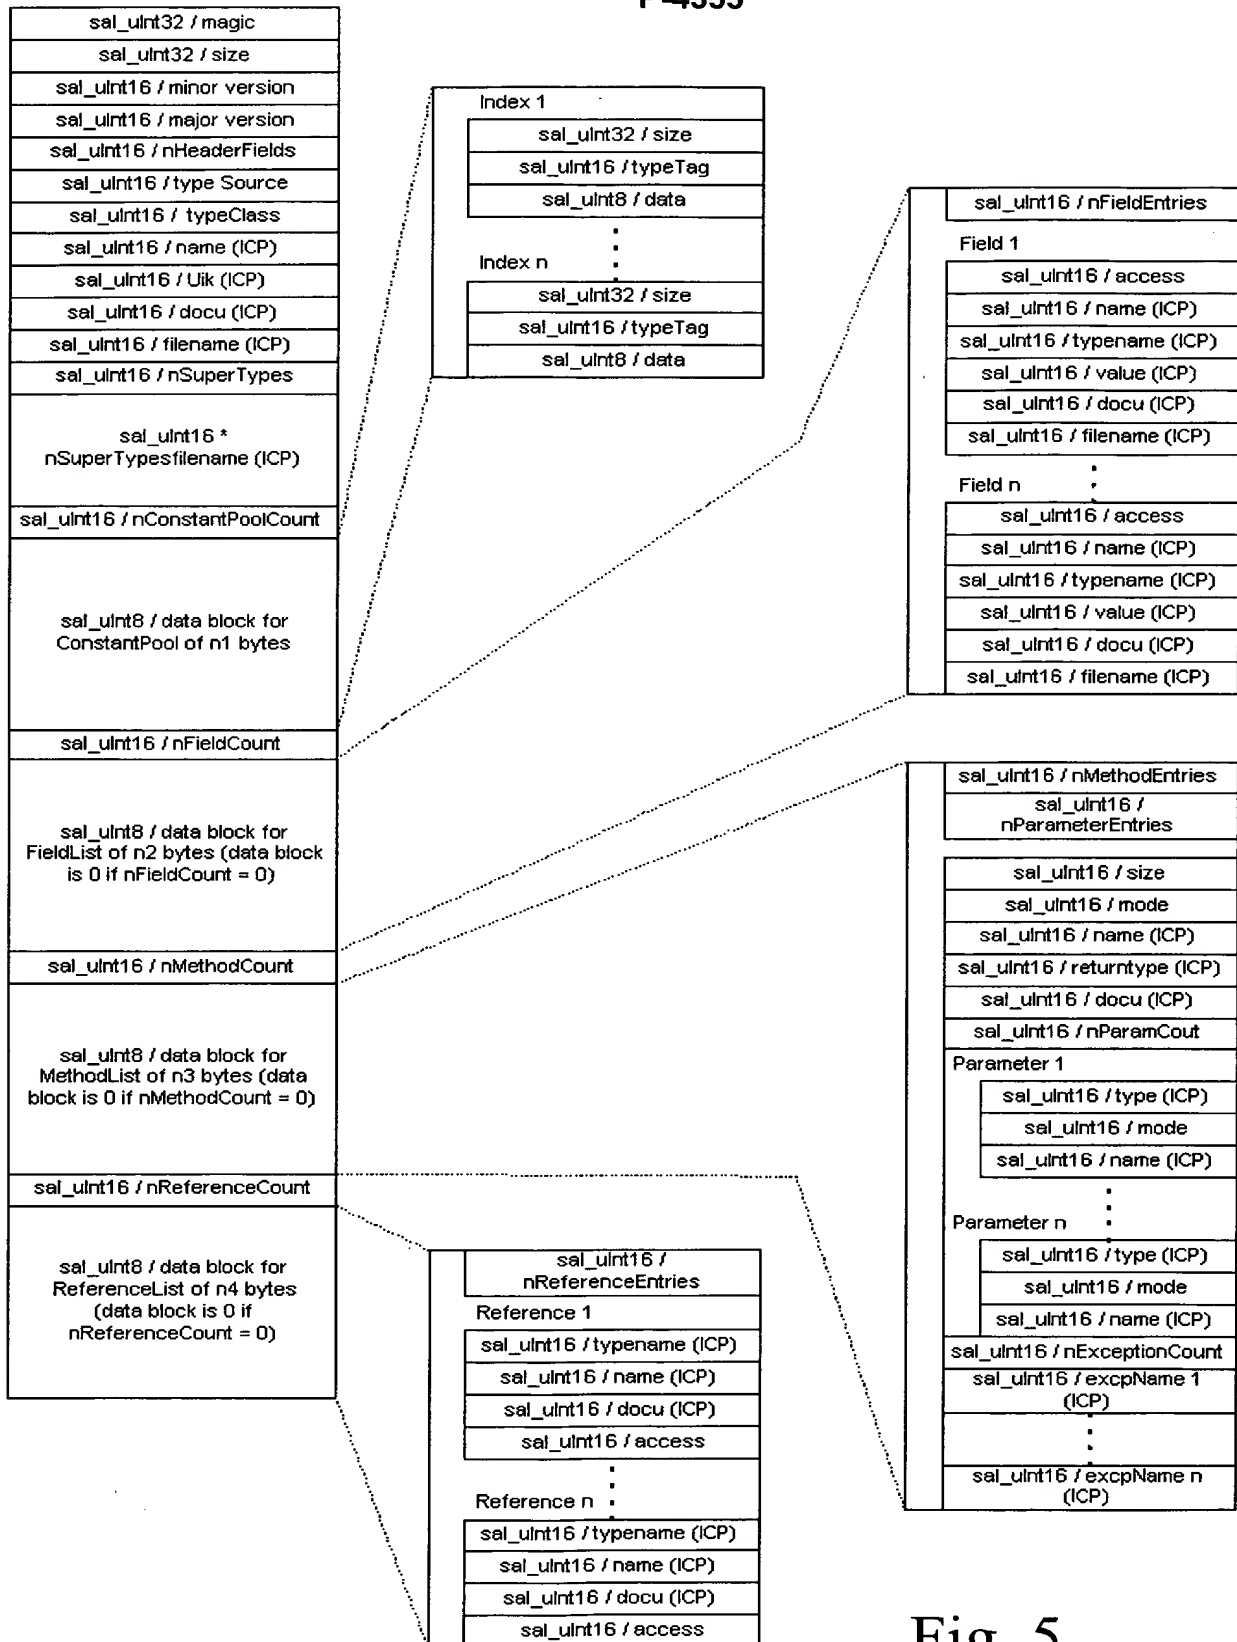 P-4555
sal_uInt32 / magic
sal_uInt32 / size
sal_uInt16 / minor version
sal_uInt16 / major version
sal_uInt16 / nHeaderFields
sal_uInt16 / type Source
sal_uInt16 / typeClass
sal_uInt16 / name (ICP)
sal_uInt16 / Uik (ICP)
sal_uInt16 / docu (ICP)
sal_uInt16 / filename (ICP)
sal_uInt16 / nSuperTypes
sal_uInt16 *
nSuperTypesfilename (ICP)
sal_uInt16 / nConstantPoolCount
sal_uInt8 / data block for
ConstantPool of n1 bytes
sal_uInt16 / nFieldCount
sal_uInt8 / data block for
FieldList of n2 bytes (data block
is 0 if nFieldCount = 0)
sal_uInt16 / nMethodCount
sal_uInt8 / data block for
MethodList of n3 bytes (data
block is 0 if nMethodCount = 0)
sal_uInt16 / nReferenceCount
sal_uInt8 / data block for
ReferenceList of n4 bytes
(data block is 0 if
nReferenceCount = 0)
Index 1
sal_uInt32 / size
sal_uInt16 / typeTag
sal_uInt8 / data
Index n
sal_uInt32 / size
sal_uInt16 / typeTag
sal_uInt8 / data
sal_uInt16 / nFieldEntries
Field 1
sal_uInt16 / access
sal_uInt16 / name (ICP)
sal_uInt16 / typename (ICP)
sal_uInt16 / value (ICP)
sal_uInt16 / docu (ICP)
sal_uInt16 / filename (ICP)
Field n
sal_uInt16 / access
sal_uInt16 / name (ICP)
sal_uInt16 / typename (ICP)
sal_uInt16 / value (ICP)
sal_uInt16 / docu (ICP)
sal_uInt16 / filename (ICP)
sal_uInt16 / nMethodEntries
sal_uInt16 /
nParameterEntries
sal_uInt16 / size
sal_uInt16 / mode
sal_uInt16 / name (ICP)
sal_uInt16 / returntype (ICP)
sal_uInt16 / docu (ICP)
sal_uInt16 / nParamCout
Parameter 1
sal_uInt16 / type (ICP)
sal_uInt16 / mode
sal_uInt16 / name (ICP)
Parameter n
sal_uInt16 / type (ICP)
sal_uInt16 / mode
sal_uInt16 / name (ICP)
sal_uInt16 / nExceptionCount
sal_uInt16 / excpName 1
(ICP)
sal_uInt16 / excpName n
(ICP)
sal_uInt16 /
nReferenceEntries
Reference 1
sal_uInt16 / typename (ICP)
sal_uInt16 / name (ICP)
sal_uInt16 / docu (ICP)
sal_uInt16 / access
Reference n
sal_uInt16 / typename (ICP)
sal_uInt16 / name (ICP)
sal_uInt16 / docu (ICP)
sal_uInt16 / access
Fig. 5